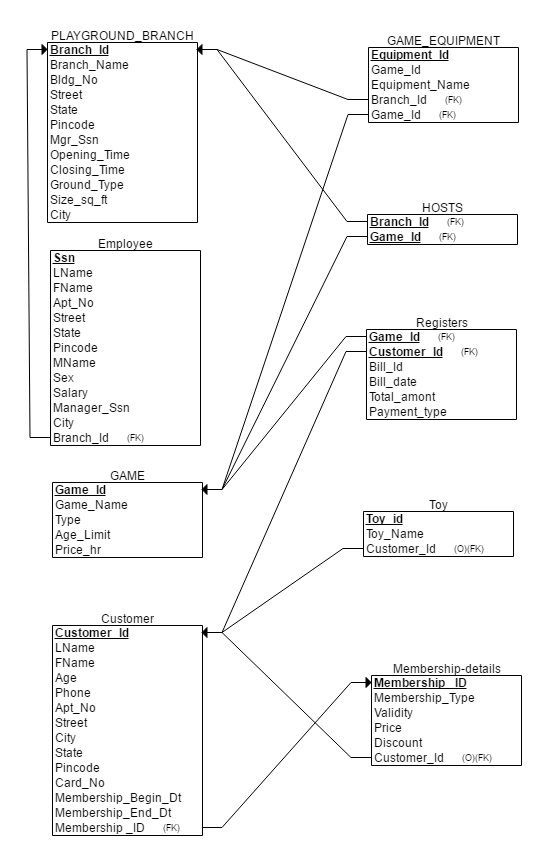 PLAYGROUND_BRANCH
Branch_Id
Branch_Name
Bldg_No
Street
State
Pincode
Mgr_Ssn
Opening_Time
Closing_Time
Ground_Type
Size_sq_ft
City
Employee
Ssn
LName
FName
Apt_No
Street
State
Pincode
MName
Sex
Salary
Manager_Ssn
City
Branch_Id (FK)
GAME
Game_Id
Game_Name
Type
Age_Limit
Price_hr
Customer
Customer_Id
LName
FName
Age
Phone
Apt_No
Street
City
State
Pincode
Card_No
Membership_Begin_Dt
Membership_End_Dt
Membership _ID (FK)
GAME_EQUIPMENT
Equipment_Id
Game_Id
Equipment_Name
Branch_Id (FK)
Game_Id (FK)
HOSTS
Branch_Id (FK)
Game_Id (FK)
Registers
Game_Id (FK)
Customer_Id (FK)
Bill_Id
Bill_date
Total_amont
Payment_type
Toy
Toy_id
Toy_Name
Customer_Id (O)(FK)
Membership-details
Membership _ID
Membership_Type
Validity
Price
Discount
Customer_Id (O)(FK)